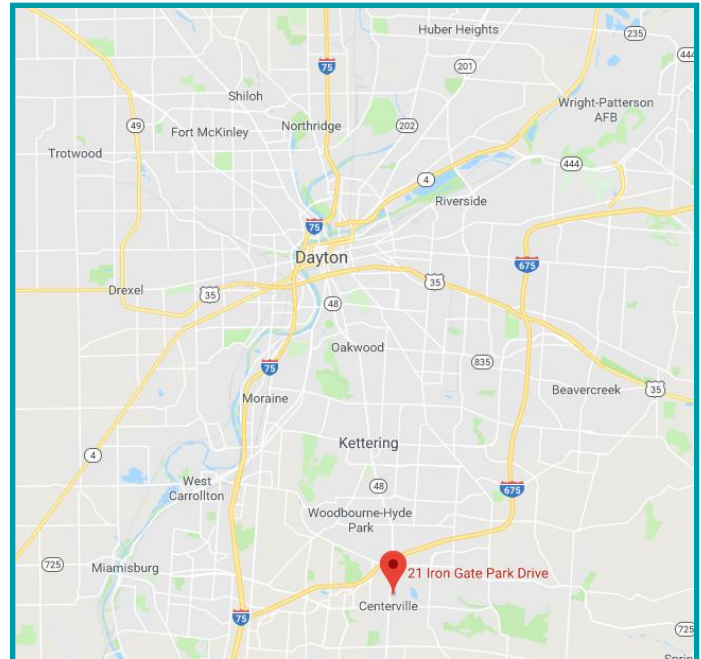 Huber Heights
235
444
75
201
Shiloh
Wright-Patterson
AFB
49
Fort McKinley
Northridge
202
Trotwood
444
4
Riverside
75
Dayton
675
Drexel
35
35
48
Oakwood
835
75
Beavercreek
35
Moraine
Kettering
4
48
West
Carrollton
675
Woodbourne-Hyde
Park
725
Miamisburg
21 Iron Gate Park Drive
Centerville
75
725